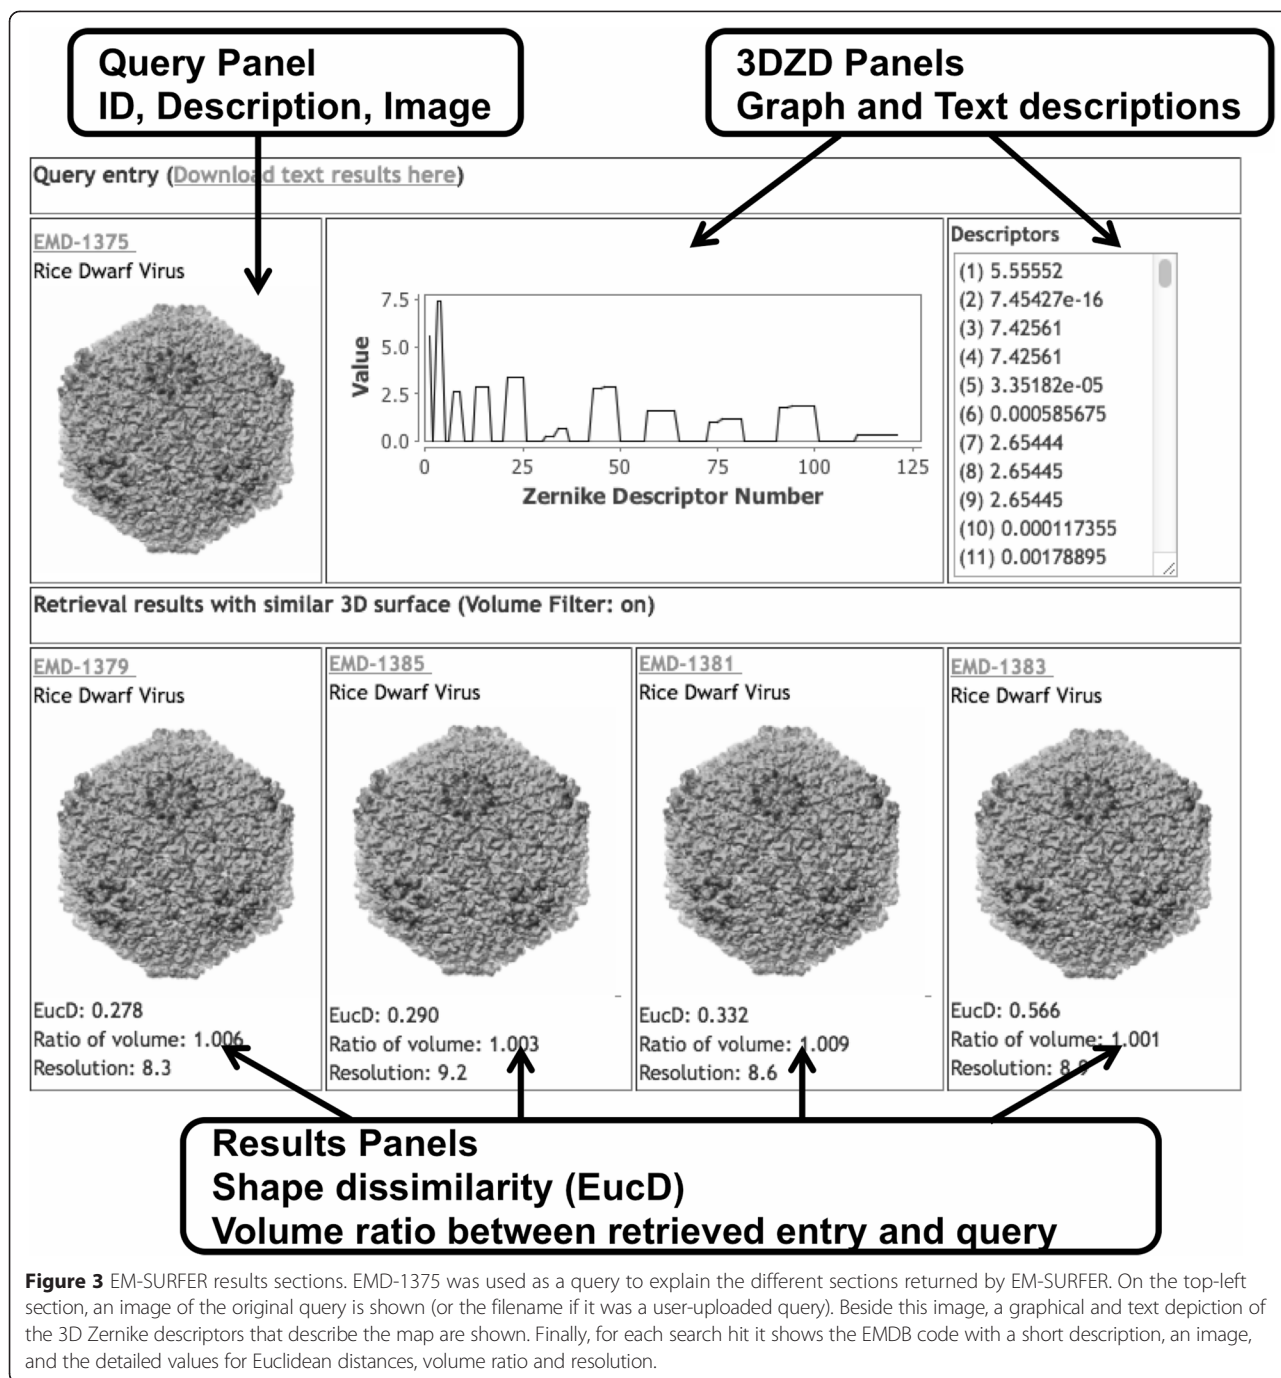 Query Panel
ID, Description, Image
3DZD Panels
Graph and Text descriptions
Query entry (Download text results here)
EMD-1375
Rice Dwarf Virus
Value
7.5
5.0
2.5
0.0
0 25 50 75 100 125
Zernike Descriptor Number
Descriptors
(1) 5.55552
(2) 7.45427e-16
(3) 7.42561
(4) 7.42561
(5) 3.35182e-05
(6) 0.000585675
(7) 2.65444
(8) 2.65445
(9) 2.65445
(10) 0.000117355
(11) 0.00178895
Retrieval results with similar 3D surface (Volume Filter: on)
EMD-1379
Rice Dwarf Virus
EucD: 0.278
Ratio of volume: 1.006
Resolution: 8.3
EMD-1385
Rice Dwarf Virus
EucD: 0.290
Ratio of volume: 1.003
Resolution: 9.2
EMD-1381
Rice Dwarf Virus
EucD: 0.332
Ratio of volume: 1.009
Resolution: 8.6
EMD-1383
Rice Dwarf Virus
EucD: 0.566
Ratio of volume: 1.001
Resolution:
Results Panels
Shape dissimilarity (EucD)
Volume ratio between retrieved entry and query
Figure 3 EM-SURFER results sections. EMD-1375 was used as a query to explain the different sections returned by EM-SURFER. On the top-left
section, an image of the original query is shown (or the filename if it was a user-uploaded query). Beside this image, a graphical and text depiction of
the 3D Zernike descriptors that describe the map are shown. Finally, for each search hit it shows the EMDB code with a short description, an image,
and the detailed values for Euclidean distances, volume ratio and resolution.